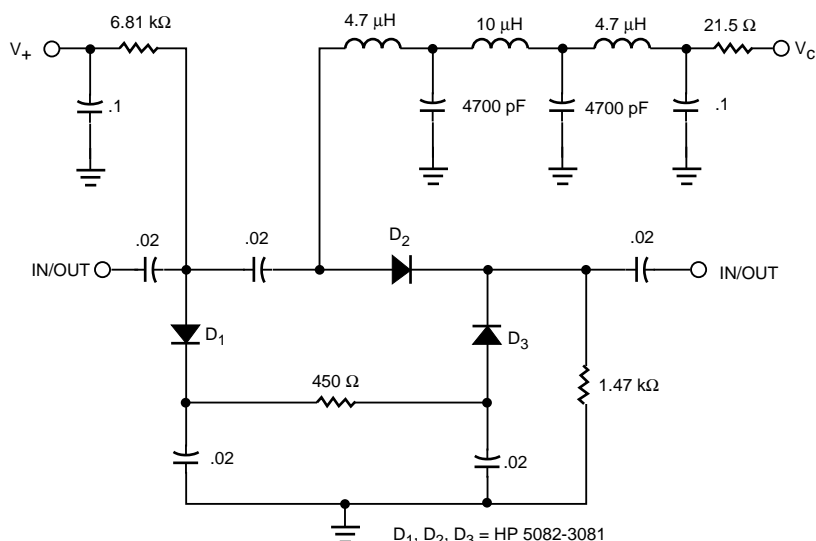 6.81 kΩ
4.7 μH
10 μH
4.7 μH
21.5 Ω
V+
Vc
.1
4700 pF
4700 pF
.1
.02
.02
D2
.02
IN/OUT
IN/OUT
D1
D3
450 Ω
1.47 kΩ
.02
.02
D1, D2, D3 = HP 5082-3081